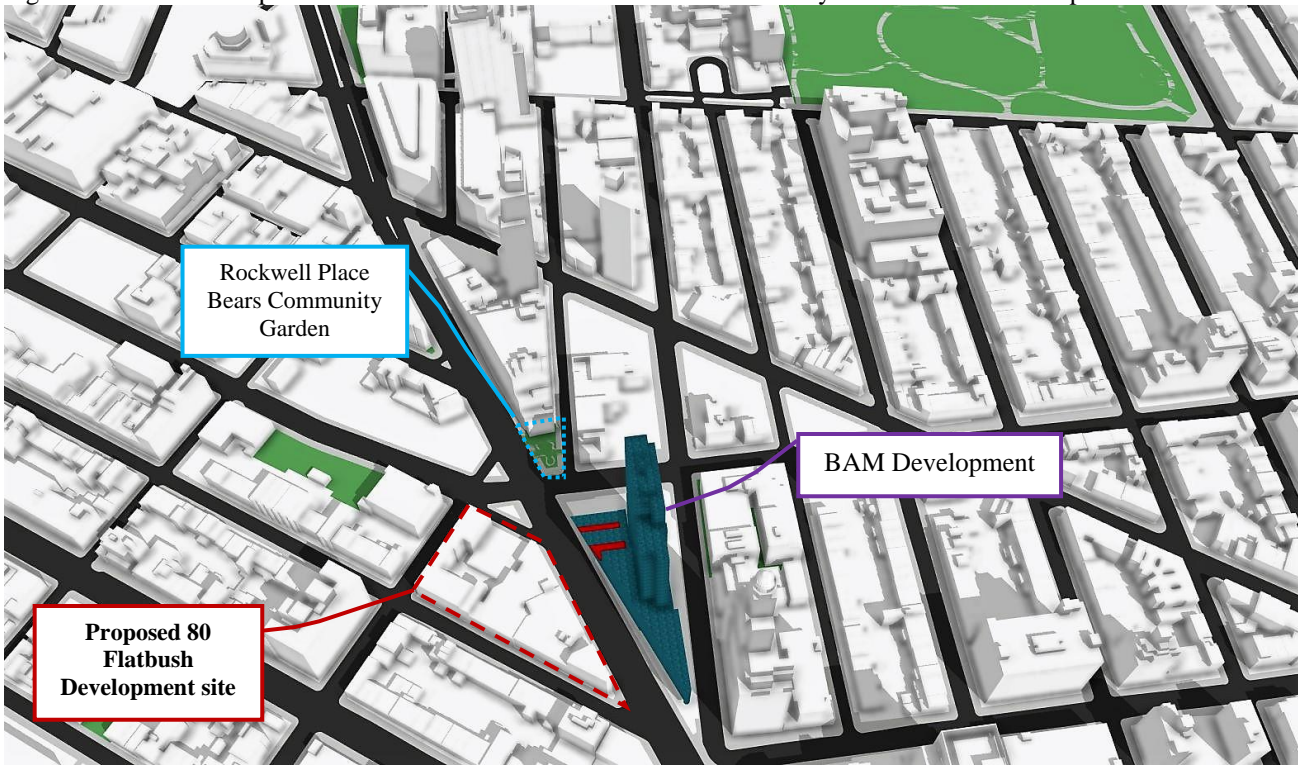 Rockwell Place
Bears Community
Garden
BAM Development
Proposed 80
Flatbush
Development site